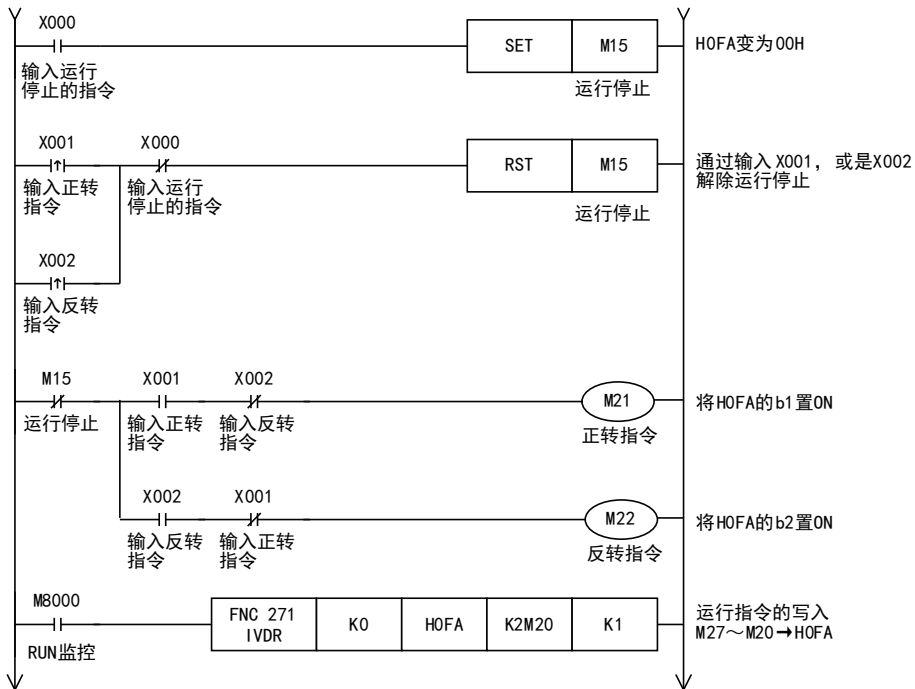 X000
SET
M15
H0FA变为00H
输入运行
停止的指令
运行停止
X001
X000
RST
M15
通过输入X001，或是X002
解除运行停止
输入正转
指令
输入运行
停止的指令
运行停止
X002
输入反转
指令
M15
X001
X002
M21
将H0FA的b1置ON
运行停止
输入正转
指令
输入反转
指令
正转指令
X002
X001
M22
将H0FA的b2置ON
输入反转
指令
输入正转
指令
反转指令
M8000
FNC 271
IVDR
K0
H0FA
K2M20
K1
运行指令的写入
M27～M20→H0FA
RUN监控